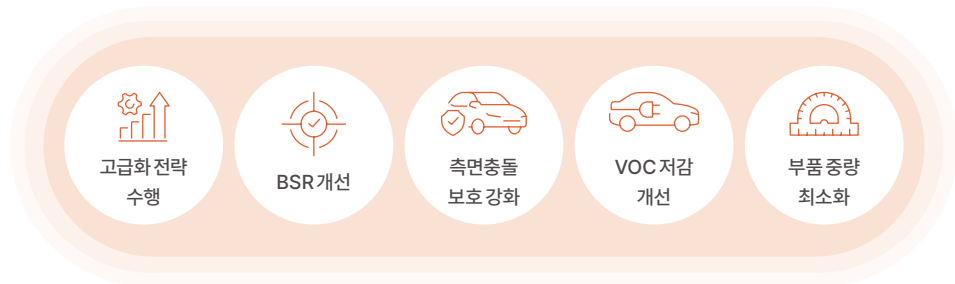 고급화 전략
수행
BSR 개선
측면충돌
보호 강화
VOC 저감
개선
부품 중량
최소화